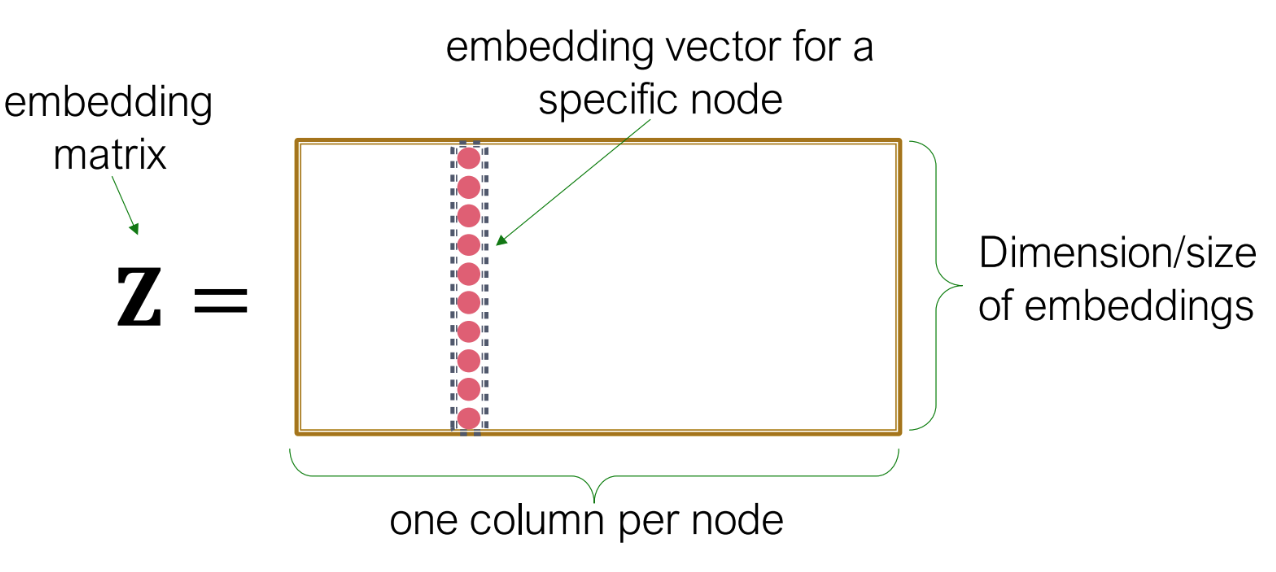 embedding vector for a
specific node
embedding
matrix
Z =
Dimension/size
of embeddings
one column per node